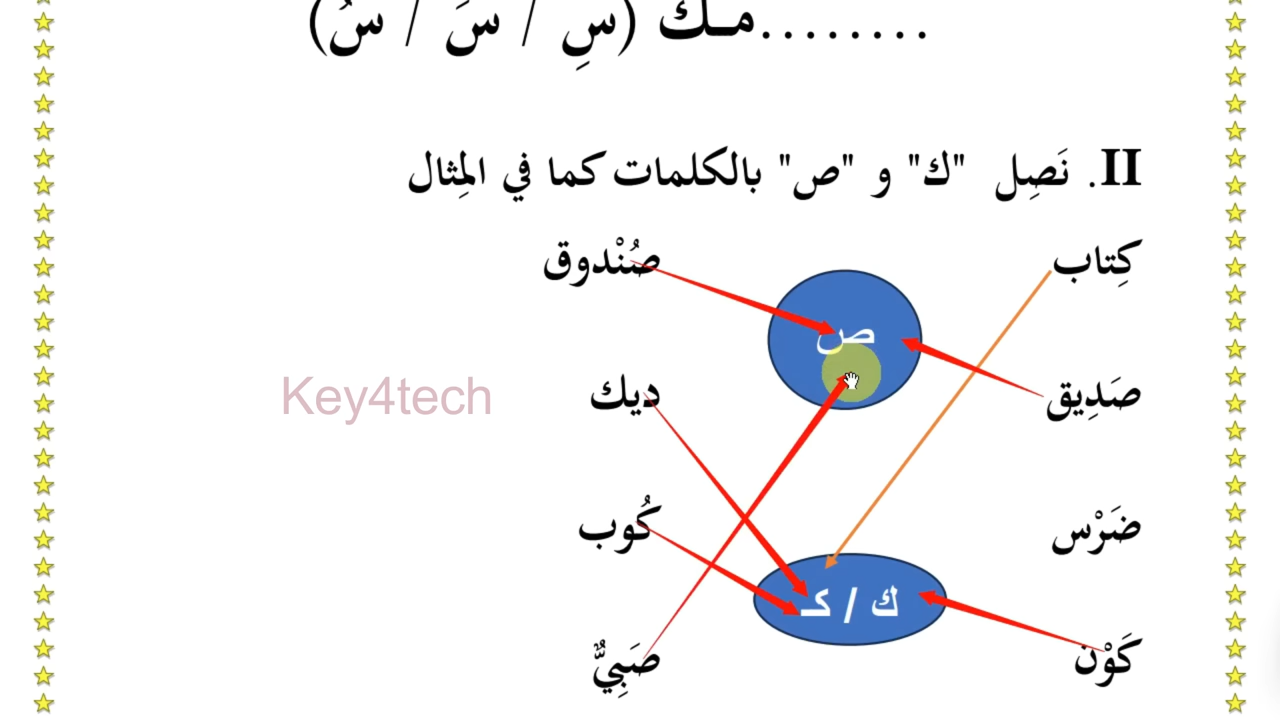 ........مـك (سِ / سَ / سُ)
II. نَصِل "ك" و "ص" بالكلمات كما في المِثال
كِتاب
صُنْدوق
ص
صَدِيق
ديك
Key4tech
ضَرْس
كُوب
ك / كـ
كَوْن
صَبِيٌّ